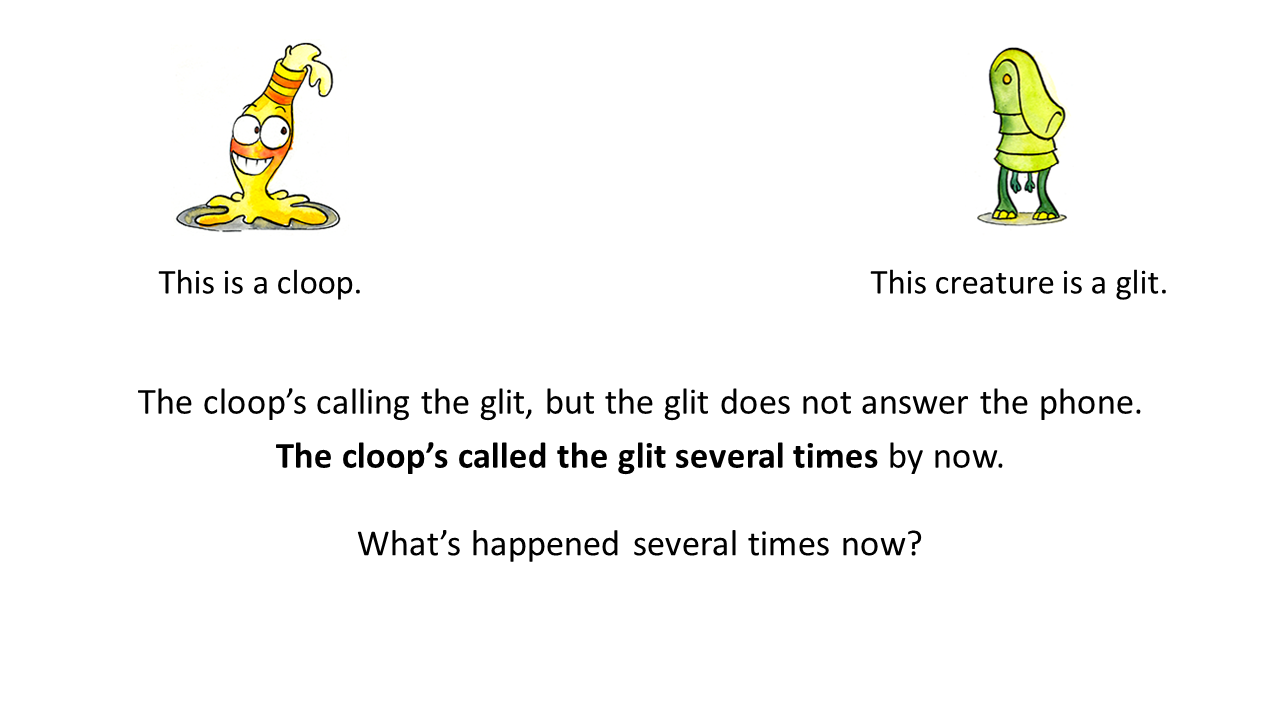 This is a cloop.
This creature is a glit.
The cloop’s calling the glit, but the glit does not answer the phone.
The cloop’s called the glit several times by now.
What’s happened several times now?